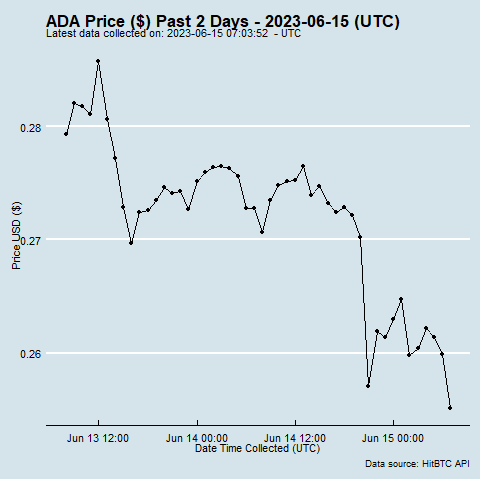 ADA Price ($) Past 2 Days - 2023-06-15 (UTC)
Latest data collected on: 2023-06-15 07:03:52  - UTC
Price USD ($)
0.28
0.27
0.26
Jun 13 12:00
Jun 14 00:00
Jun 14 12:00
Jun 15 00:00
Date Time Collected (UTC)
Data source: HitBTC API